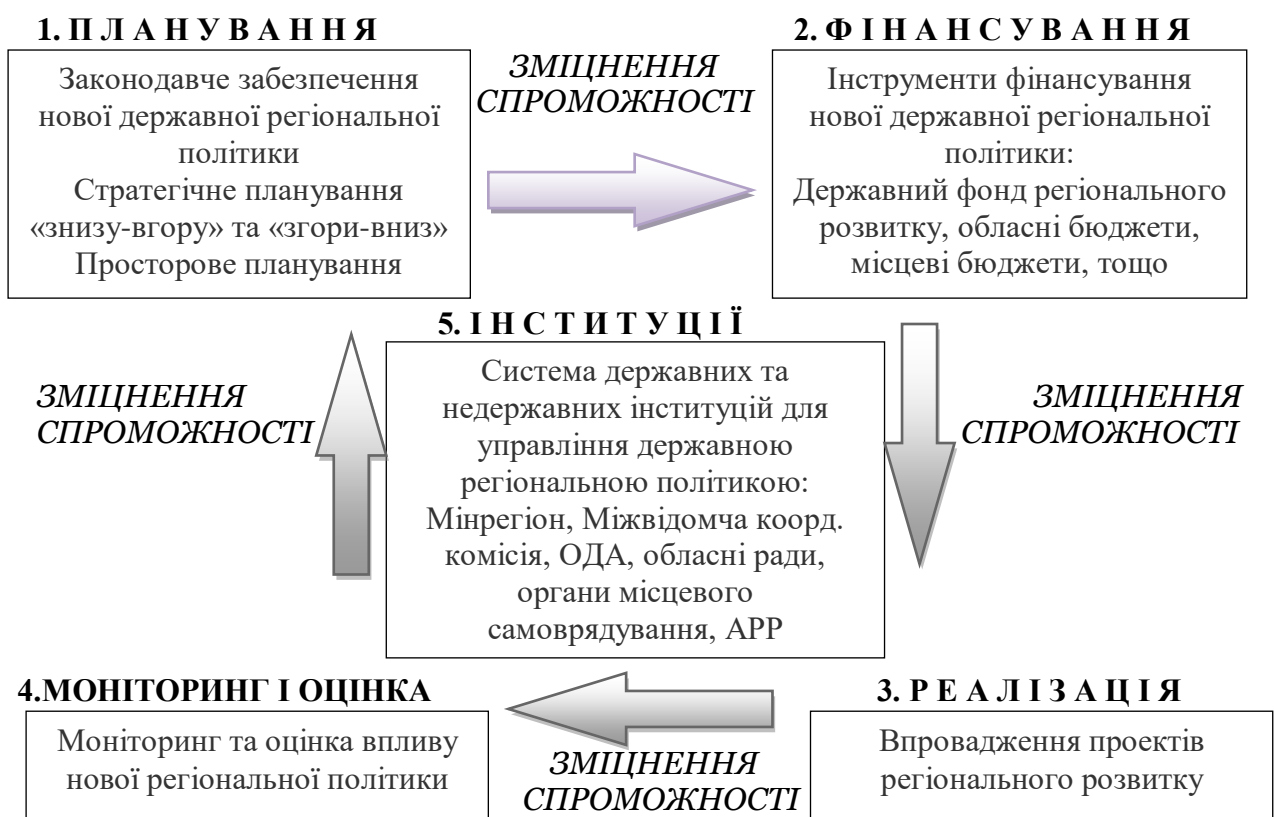 1. П Л А Н У В А Н Н Я
Законодавче забезпечення
нової державної регіональної
політики
Стратегічне планування
«знизу-вгору» та «згори-вниз»
Просторове планування
ЗМІЦНЕННЯ
СПРОМОЖНОСТІ
2. Ф І Н А Н С У В А Н Н Я
Інструменти фінансування
нової державної регіональної
політики:
Державний фонд регіонального
розвитку, обласні бюджети,
місцеві бюджети, тощо
ЗМІЦНЕННЯ
СПРОМОЖНОСТІ
5. І Н С Т И Т У Ц І Ї
Система державних та
недержавних інституцій для
управління державною
регіональною політикою:
Мінрегіон, Міжвідомча коорд.
комісія, ОДА, обласні ради,
органи місцевого
самоврядування, АРР
ЗМІЦНЕННЯ
СПРОМОЖНОСТІ
4.МОНІТОРИНГ І ОЦІНКА
Моніторинг та оцінка впливу
нової регіональної політики
ЗМІЦНЕННЯ
СПРОМОЖНОСТІ
3. Р Е А Л І З А Ц І Я
Впровадження проектів
регіонального розвитку